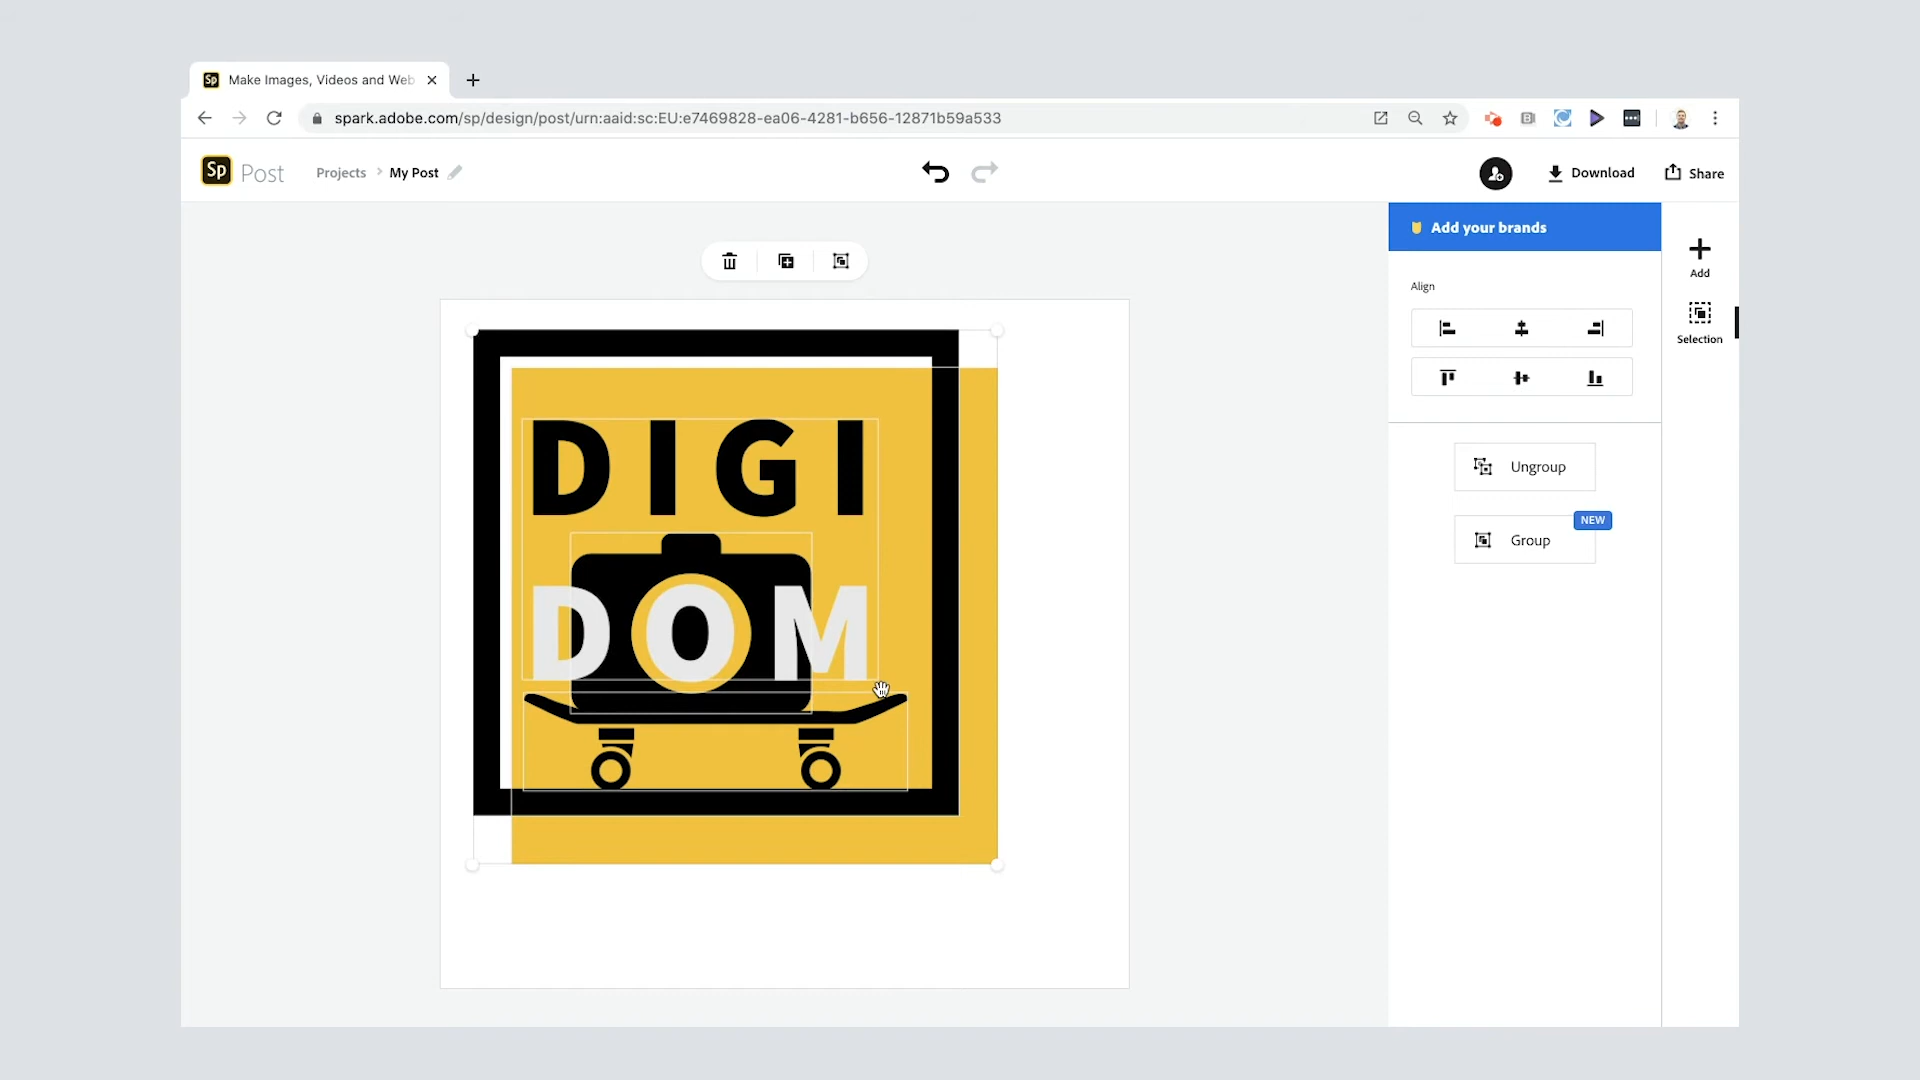 Sp Make Images, Videos and Web
spark.adobe.com/sp/design/post/urn:aaid:sc:EU:e7469828-ea06-4281-b656-12871b59a533
Sp Post Projects > My Post Download Share
Add your brands
Add
Align
Selection
Ungroup
NEW
Group
DIGI
DOM